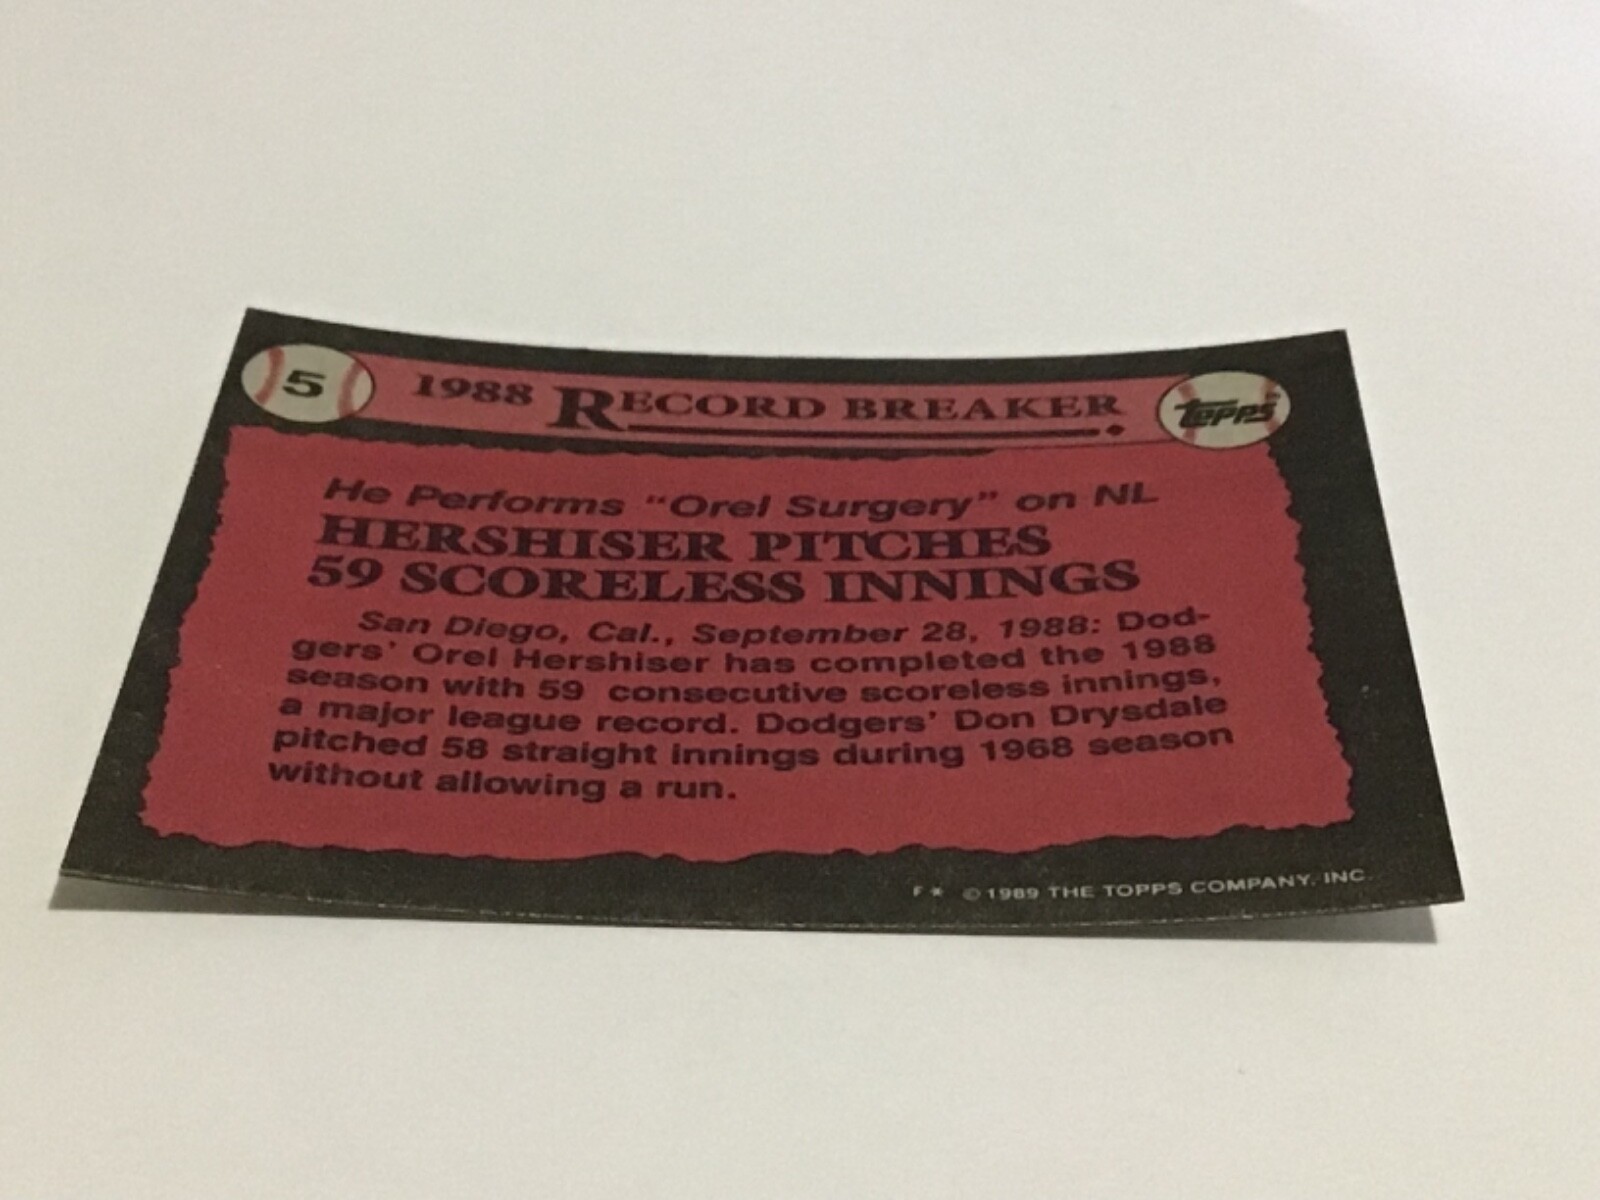 5 1988 RECORD BREAKER Topps™
He Performs "Orel Surgery" on NL
HERSHISER PITCHES
59 SCORELESS INNINGS
San Diego, Cal., September 28, 1988: Dod-
gers' Orel Hershiser has completed the 1988
season with 59 consecutive scoreless innings,
a major league record. Dodgers' Don Drysdale
pitched 58 straight innings during 1968 season
without allowing a run.
F* © 1989 THE TOPPS COMPANY, INC.